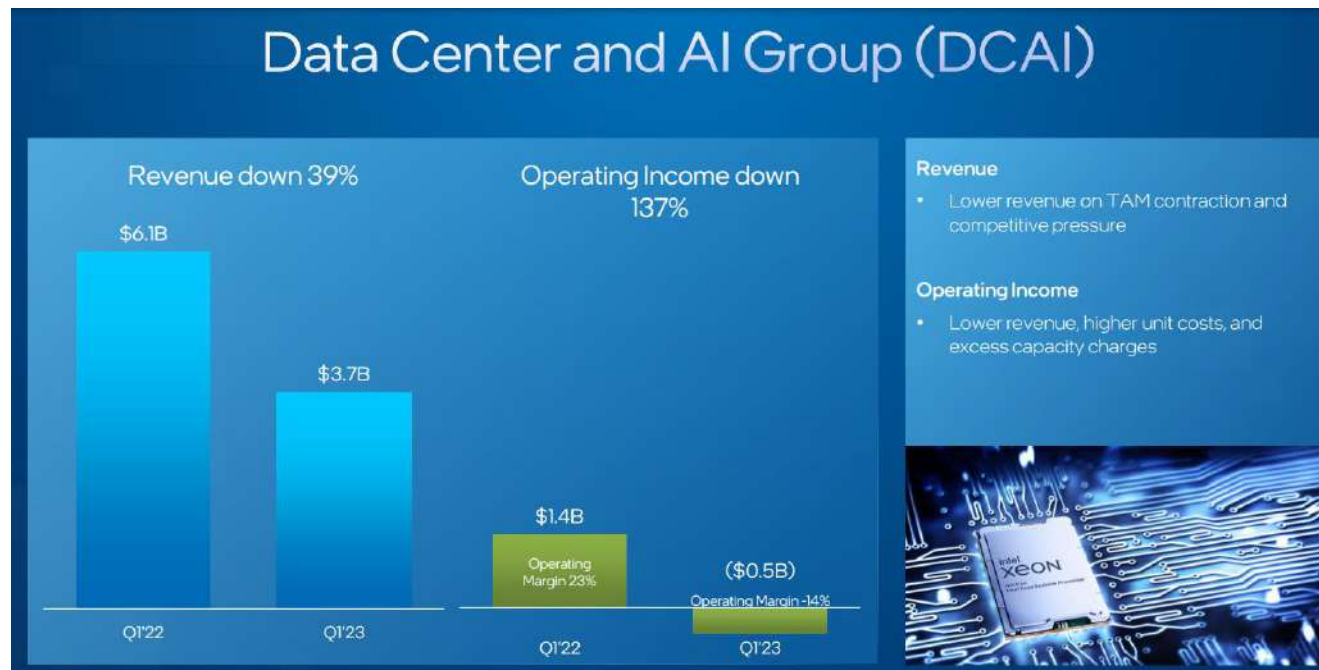 Data Center and AI Group (DCAI)
Revenue down 39%
$6.1B
$3.7B
Q1'22
Q1'23
Operating Income down
137%
$1.4B
Operating
Margin 23%
($0.5B)
Operating Margin -14%
Q1'22
Q1'23
Revenue
• Lower revenue on TAM contraction and
competitive pressure
Operating Income
• Lower revenue, higher unit costs, and
excess capacity charges
intel
XEON